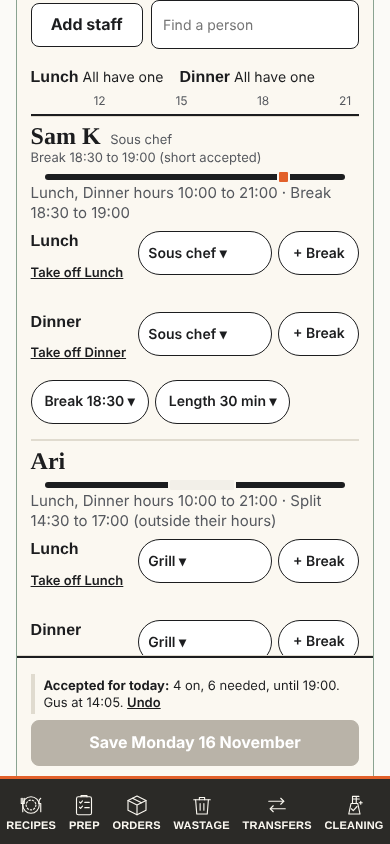 Add staff
Find a person
Lunch All have one Dinner All have one
12 15 18 21
Sam K Sous chef
Break 18:30 to 19:00 (short accepted)
Lunch, Dinner hours 10:00 to 21:00 · Break
18:30 to 19:00
Lunch
Sous chef ▾
+ Break
Take off Lunch
Dinner
Sous chef ▾
+ Break
Take off Dinner
Break 18:30 ▾
Length 30 min ▾
Ari
Lunch, Dinner hours 10:00 to 21:00 · Split
14:30 to 17:00 (outside their hours)
Lunch
Grill ▾
+ Break
Take off Lunch
Dinner
Grill ▾
+ Break
Accepted for today: 4 on, 6 needed, until 19:00.
Gus at 14:05. Undo
Save Monday 16 November
RECIPES PREP ORDERS WASTAGE TRANSFERS CLEANING